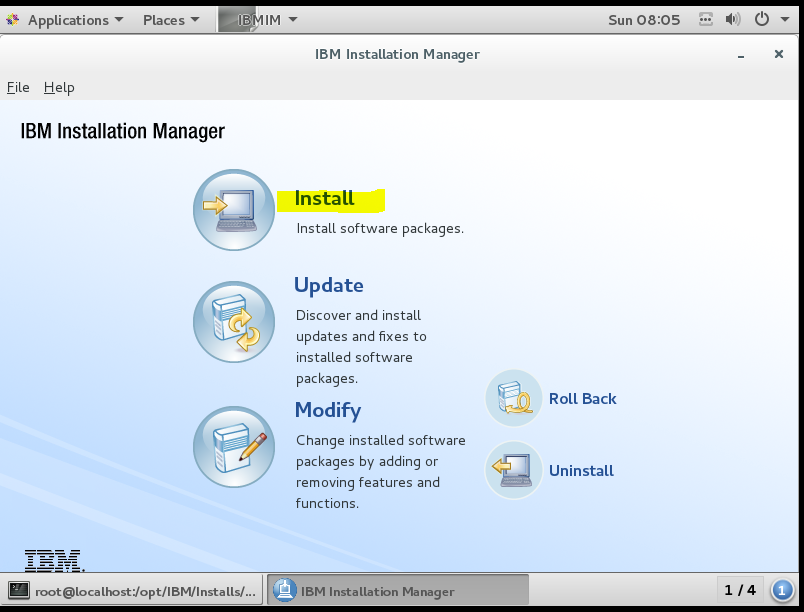 Applications Places IBMIM Sun 08:05
IBM Installation Manager
File Help
IBM Installation Manager
Install
Install software packages.
Update
Discover and install
updates and fixes to
installed software
packages.
Modify
Change installed software
packages by adding or
removing features and
functions.
Roll Back
Uninstall
IBM.
root@localhost:/opt/IBM/Installs/... IBM Installation Manager 1 / 4 1